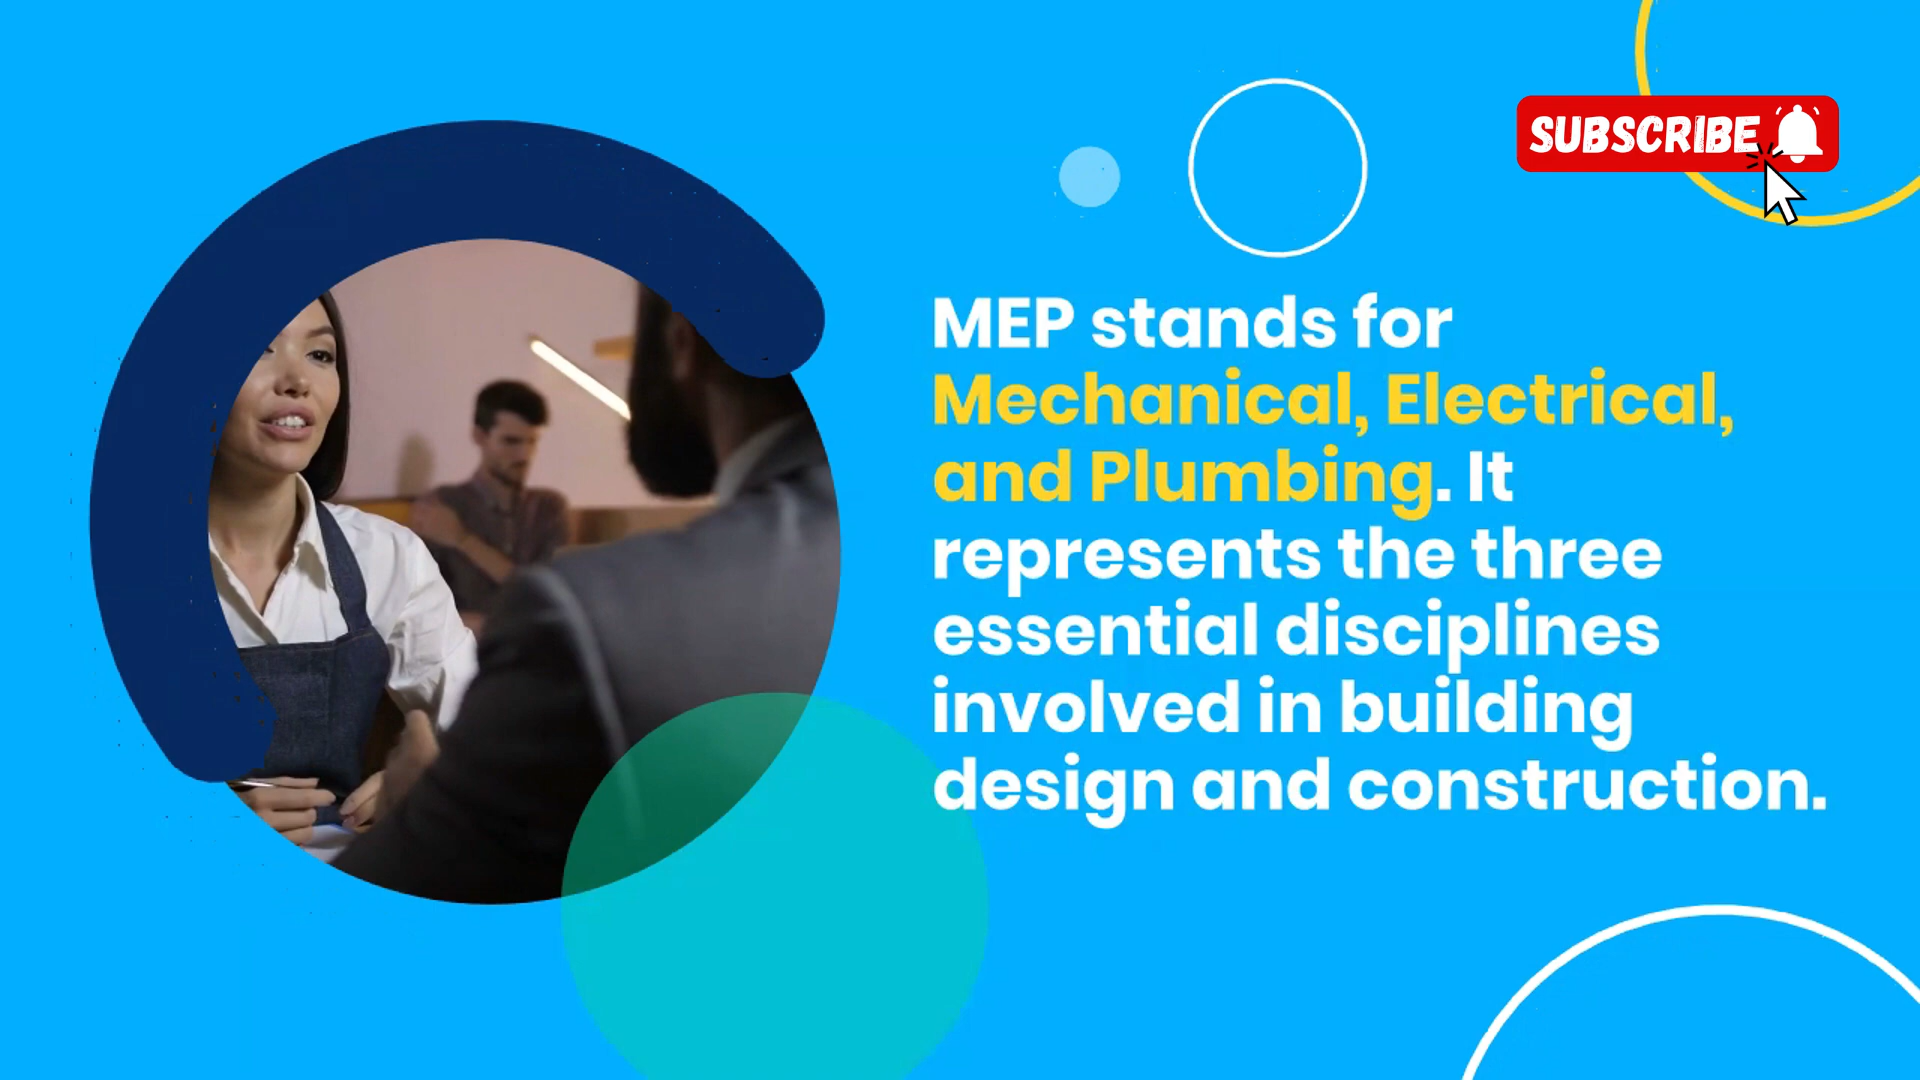 SUBSCRIBE
MEP stands for
Mechanical, Electrical,
and Plumbing. It
represents the three
essential disciplines
involved in building
design and construction.